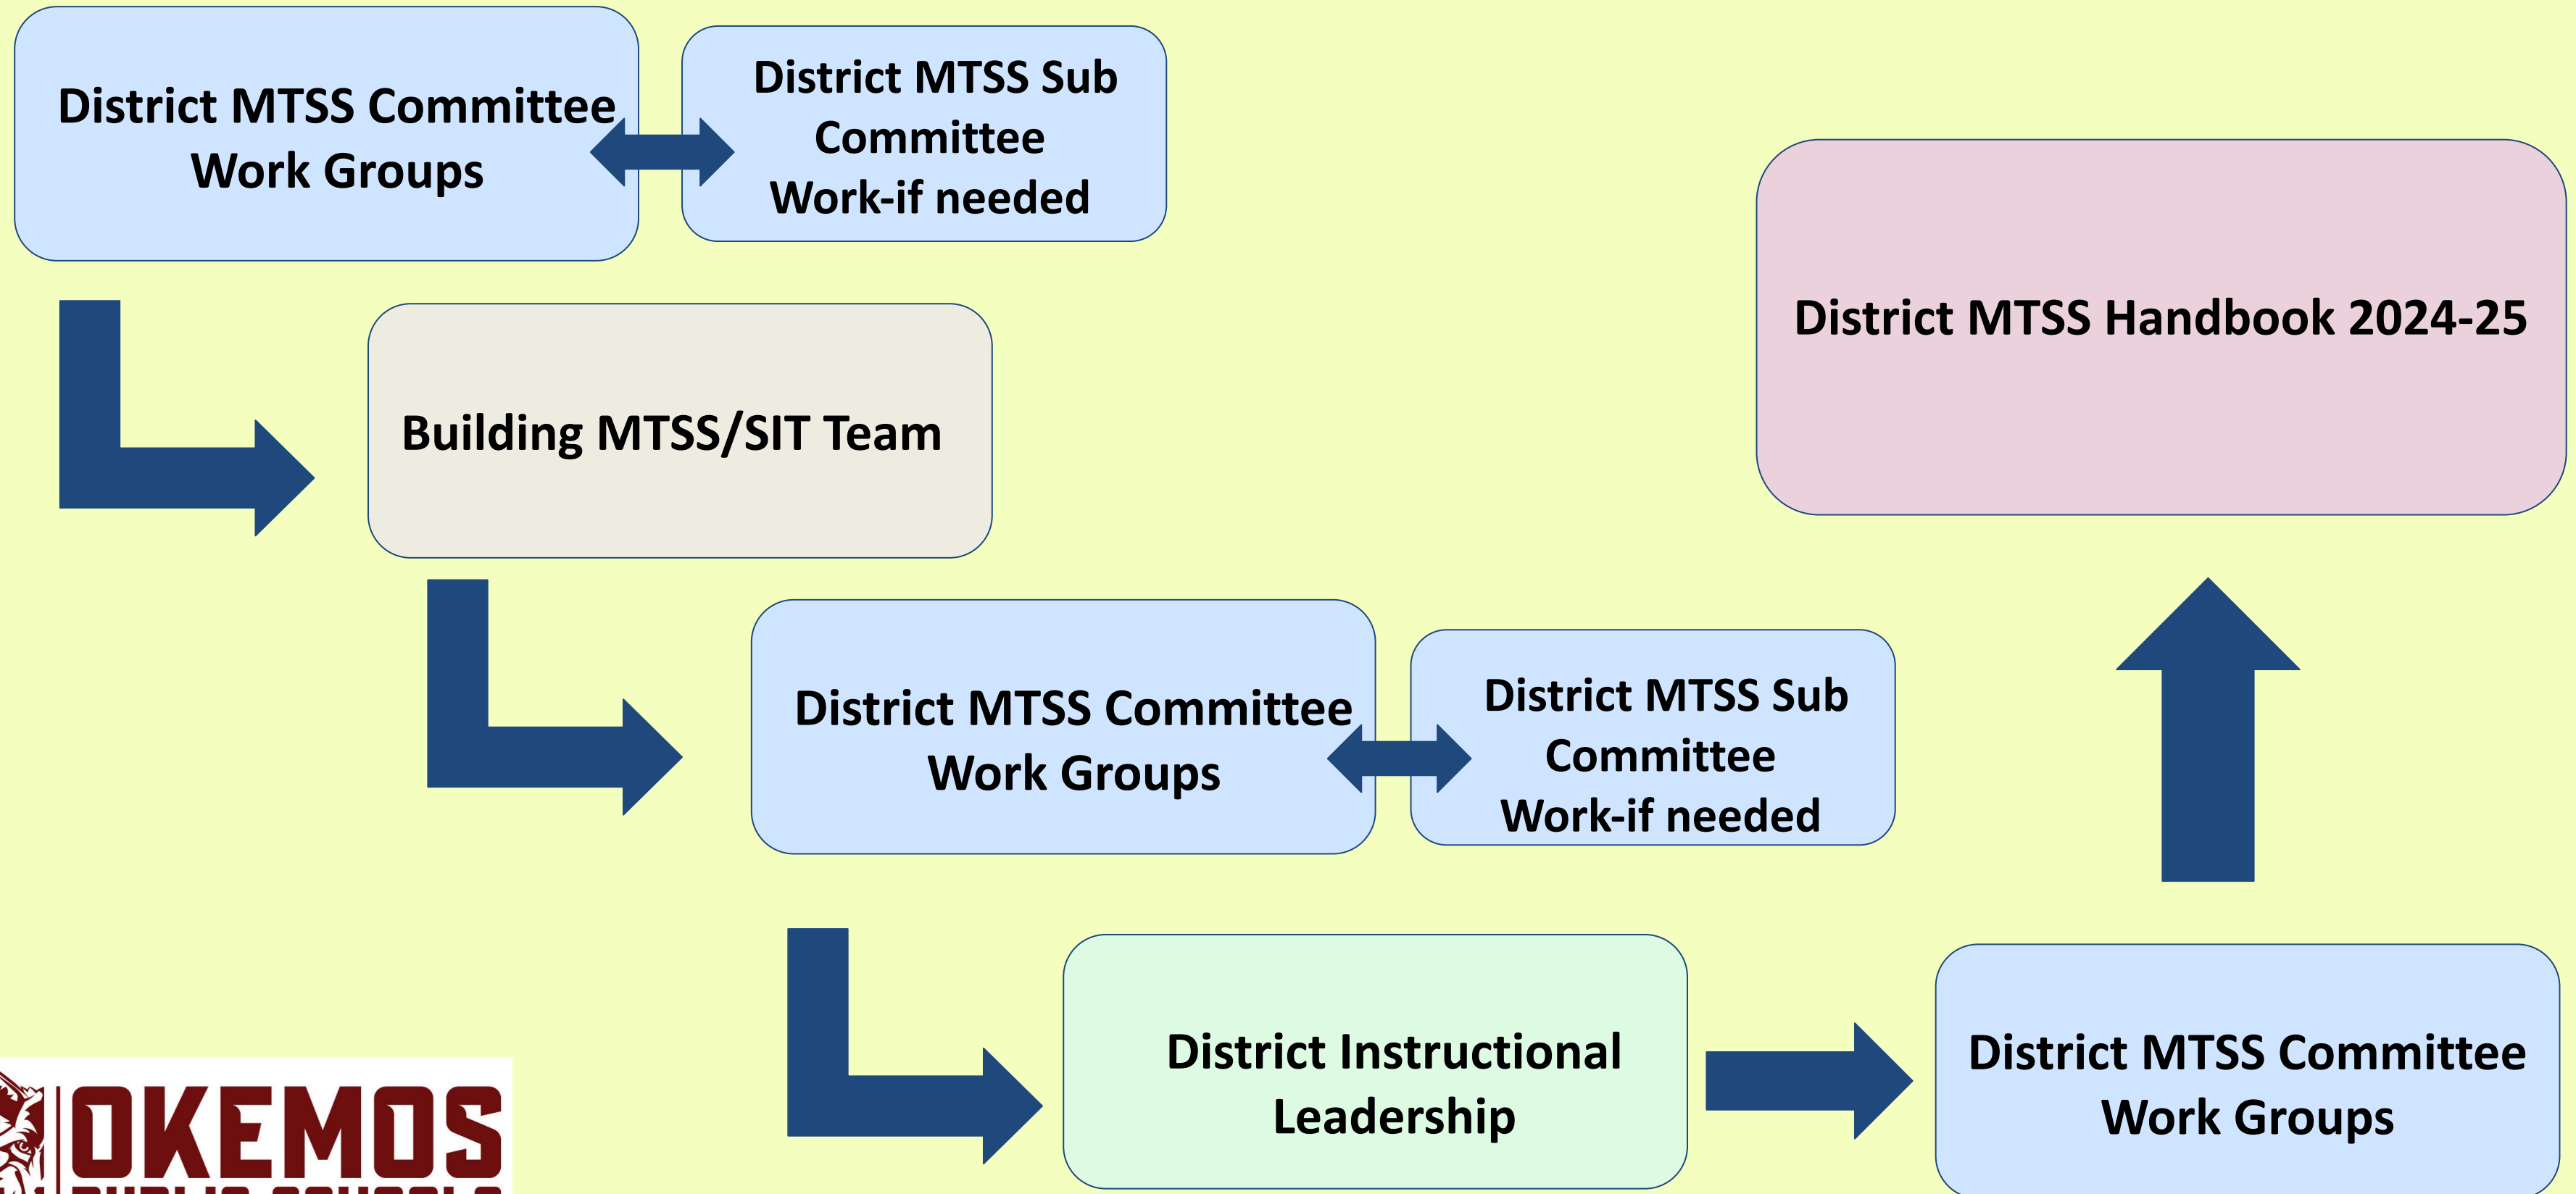 District MTSS Committee
Work Groups
District MTSS Sub
Committee
Work-if needed
District MTSS Handbook 2024-25
Building MTSS/SIT Team
District MTSS Committee
Work Groups
District MTSS Sub
Committee
Work-if needed
District Instructional
Leadership
District MTSS Committee
Work Groups
OKEMOS
PUBLIC SCHOOLS